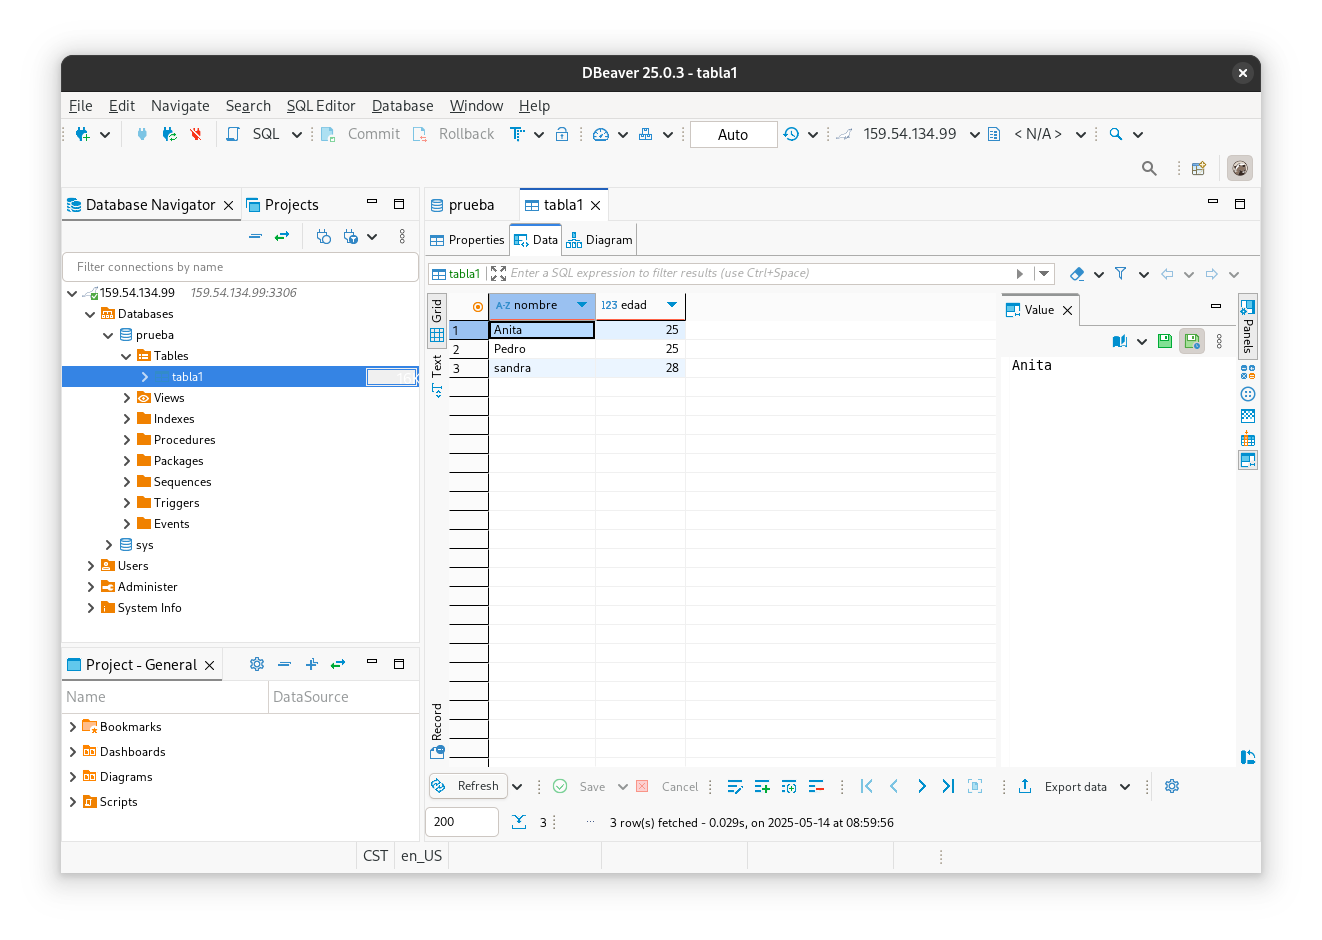 DBeaver 25.0.3 - tabla1
File Edit Navigate Search SQL Editor Database Window Help
SQL Commit Rollback Auto 159.54.134.99 < N/A >
Database Navigator Projects
Filter connections by name
159.54.134.99 159.54.134.99:3306
Databases
prueba
Tables
tabla1
Views
Indexes
Procedures
Packages
Sequences
Triggers
Events
sys
Users
Administer
System Info
Project - General
Name DataSource
Bookmarks
Dashboards
Diagrams
Scripts
prueba tabla1
Properties Data Diagram
tabla1 Enter a SQL expression to filter results (use Ctrl+Space)
Grid
Text
Record
A-Z nombre 123 edad
1 Anita 25
2 Pedro 25
3 sandra 28
Value
Anita
Panels
Refresh Save Cancel Export data
200 3 3 row(s) fetched - 0.029s, on 2025-05-14 at 08:59:56
CST en_US